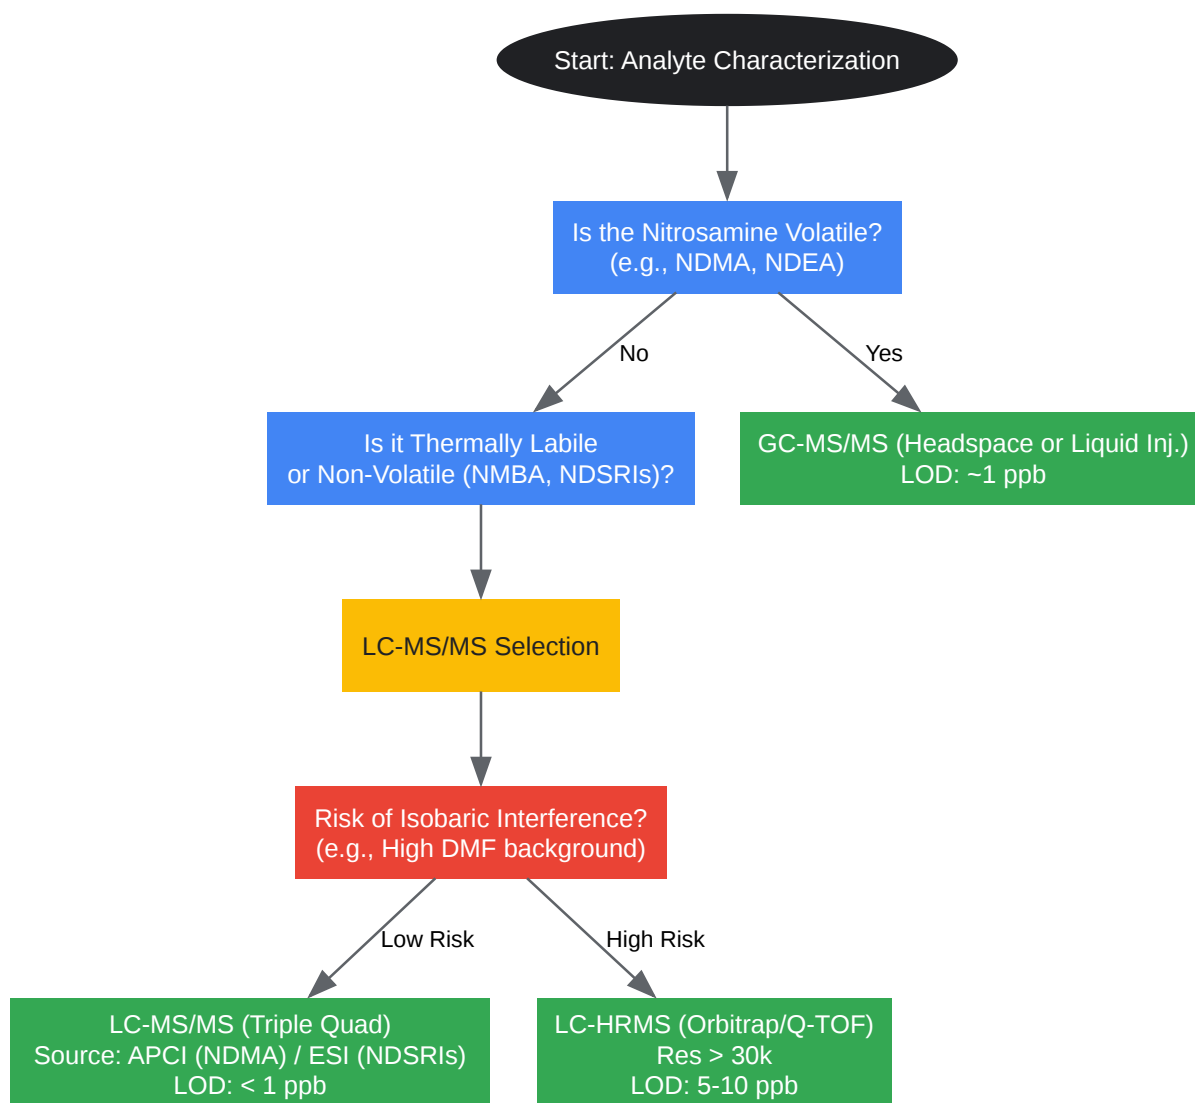 Start: Analyte Characterization
Is the Nitrosamine Volatile?
(e.g., NDMA, NDEA)
No
Yes
Is it Thermally Labile
or Non-Volatile (NMBA, NDSRIs)?
GC-MS/MS (Headspace or Liquid Inj.)
LOD: ~1 ppb
LC-MS/MS Selection
Risk of Isobaric Interference?
(e.g., High DMF background)
Low Risk
High Risk
LC-MS/MS (Triple Quad)
Source: APCI (NDMA) / ESI (NDSRIs)
LOD: < 1 ppb
LC-HRMS (Orbitrap/Q-TOF)
Res > 30k
LOD: 5-10 ppb